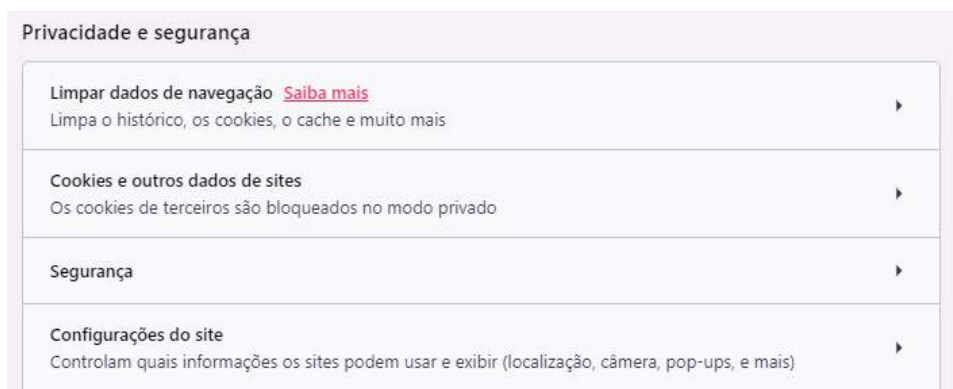 Privacidade e segurança
Limpar dados de navegação Saiba mais
Limpa o histórico, os cookies, o cache e muito mais
Cookies e outros dados de sites
Os cookies de terceiros são bloqueados no modo privado
Segurança
Configurações do site
Controlam quais informações os sites podem usar e exibir (localização, câmera, pop-ups, e mais)